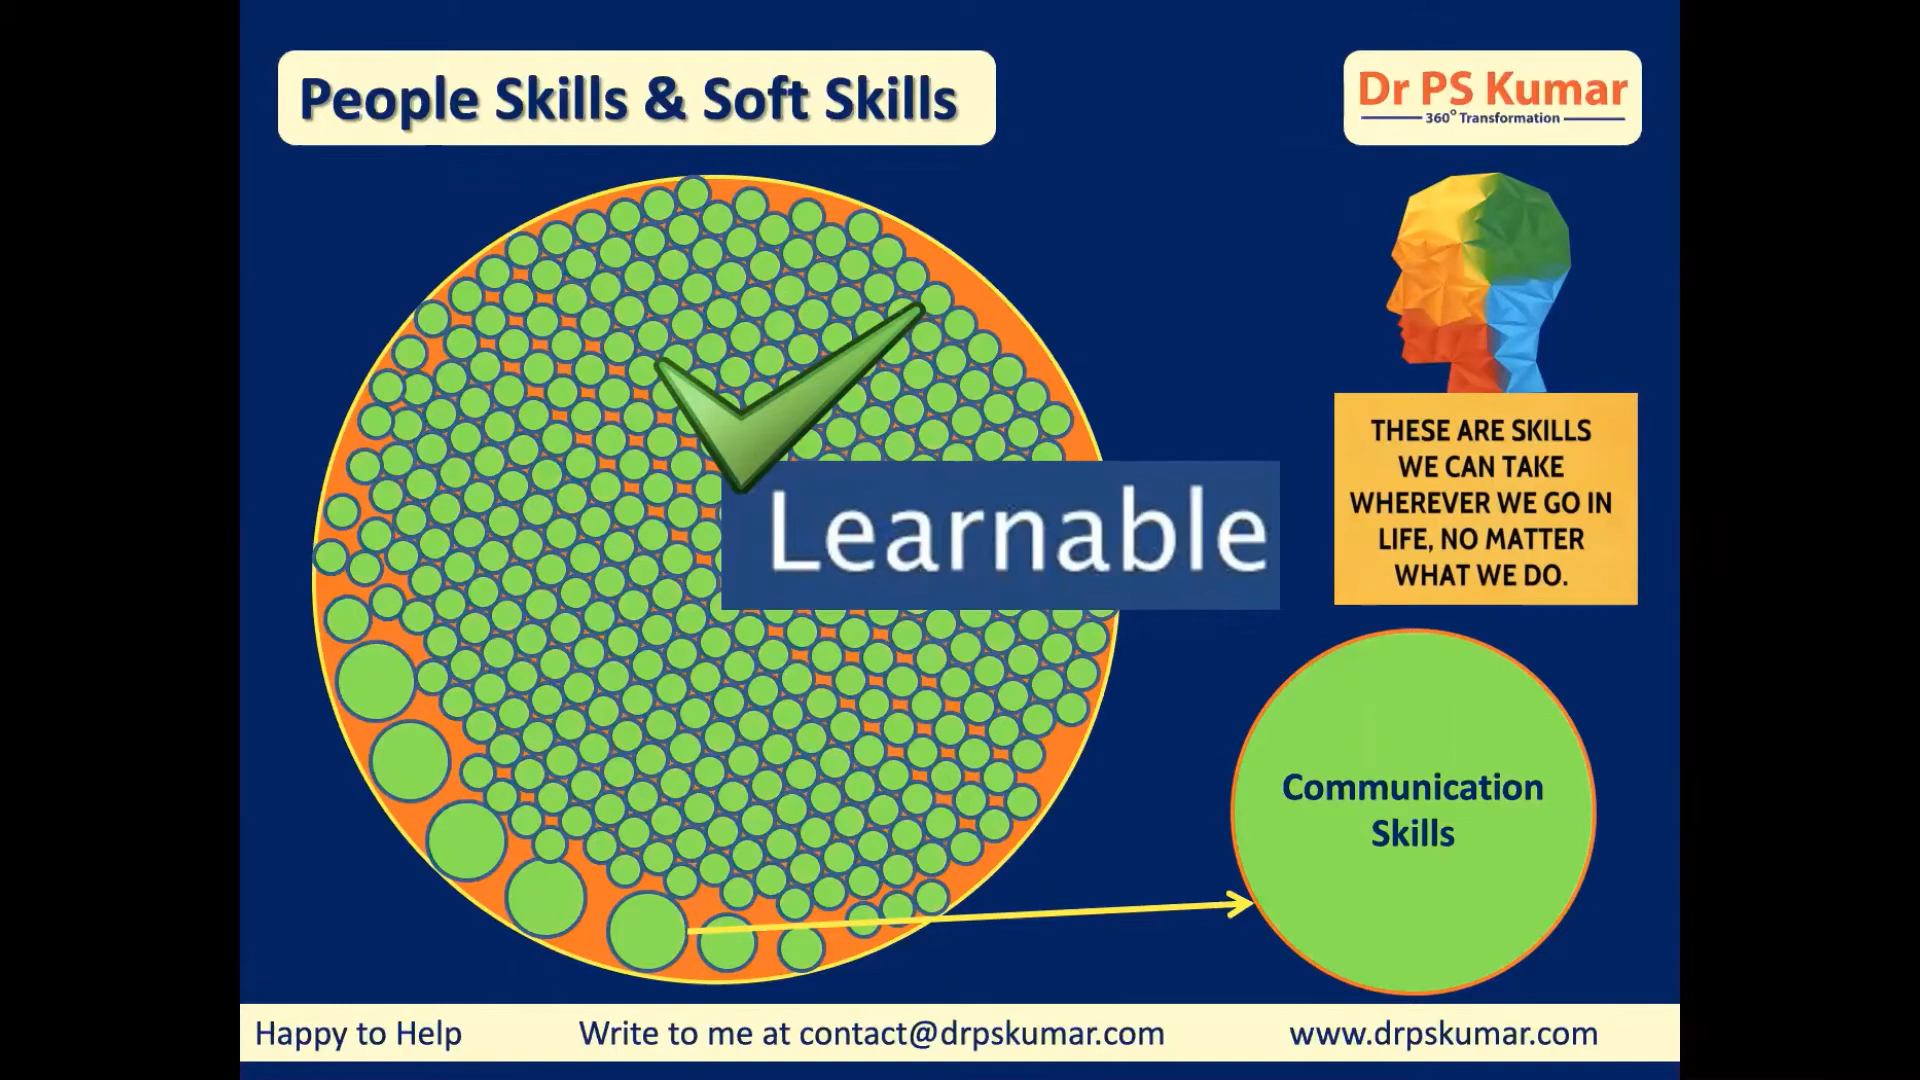 People Skills & Soft Skills
Dr PS Kumar
360° Transformation
THESE ARE SKILLS
WE CAN TAKE
WHEREVER WE GO IN
LIFE, NO MATTER
WHAT WE DO.
Learnable
Communication
Skills
Happy to Help
Write to me at contact@drpskumar.com
www.drpskumar.com